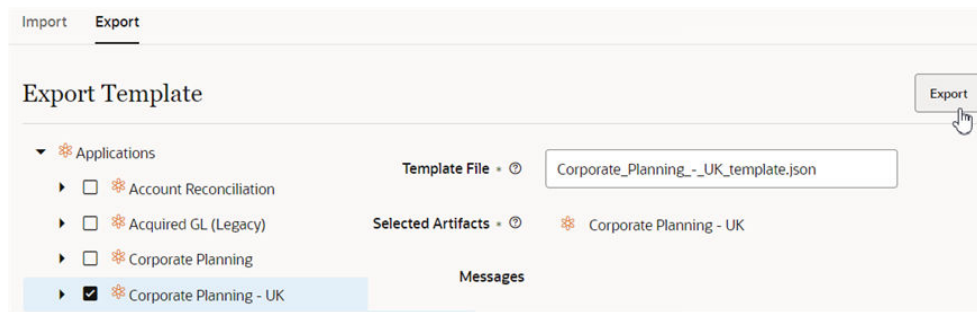 Import Export
Export Template
Export
Applications
Account Reconciliation
Acquired GL (Legacy)
Corporate Planning
Corporate Planning - UK
Template File * ?
Corporate_Planning_-_UK_template.json
Selected Artifacts * ?
Corporate Planning - UK
Messages